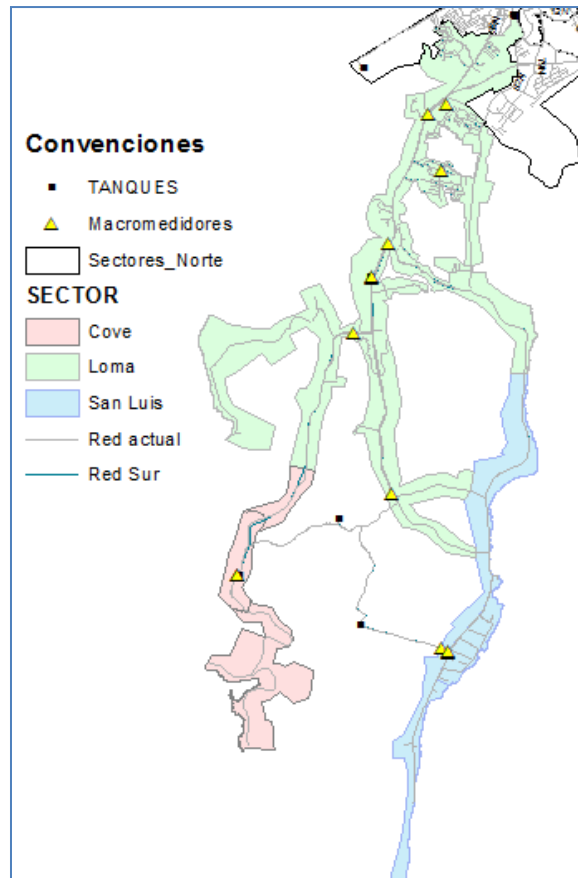 Convenciones
TANQUES
Macromedidores
Sectores_Norte
SECTOR
Cove
Loma
San Luis
Red actual
Red Sur